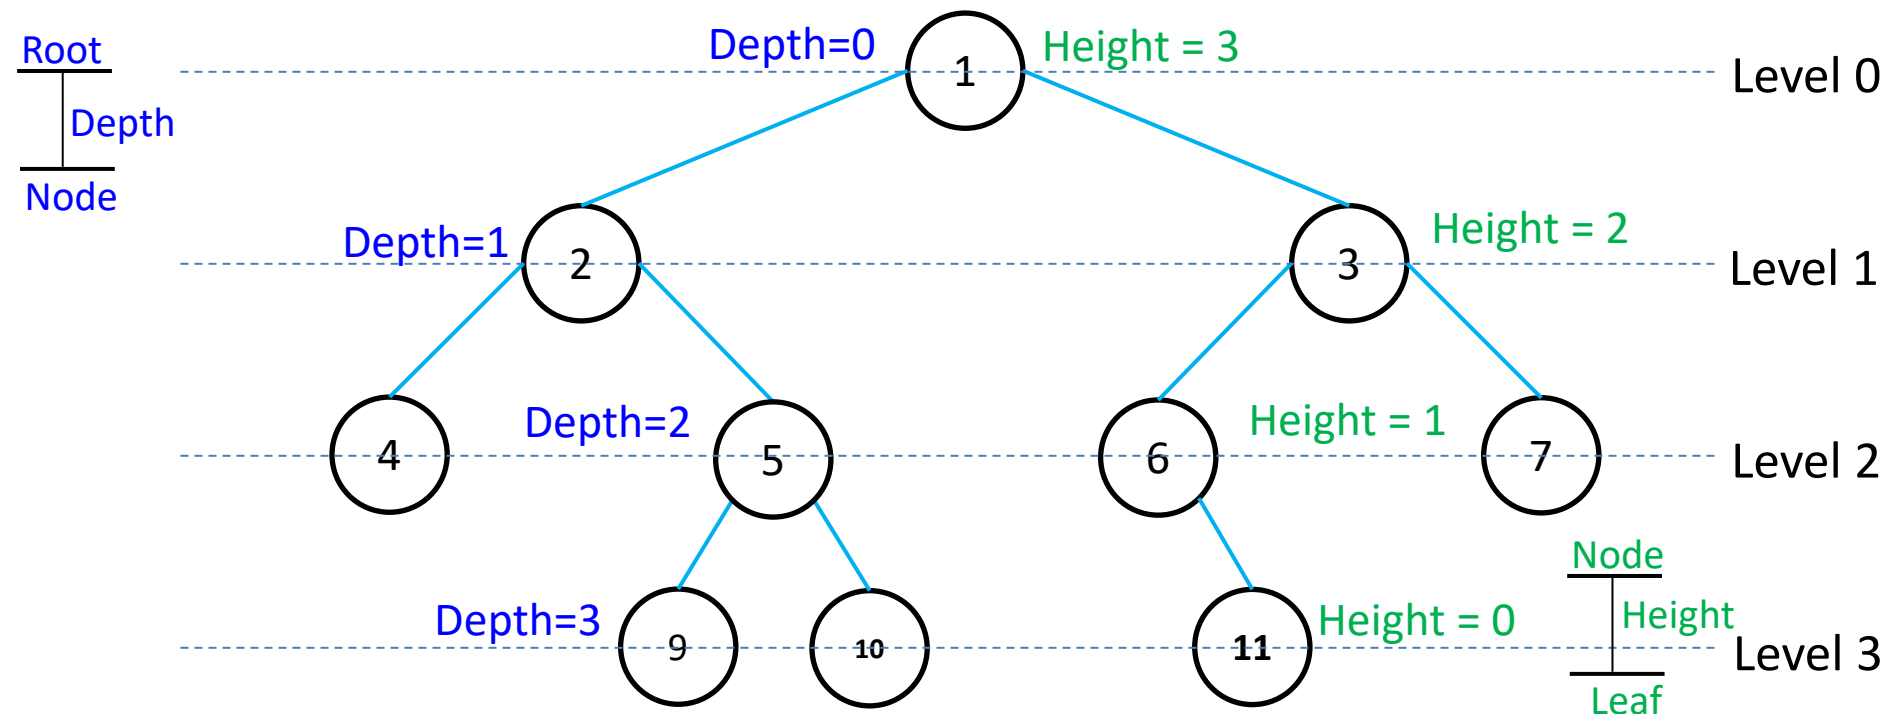 Root
Depth
Node
Depth=0
1
Height = 3
Level 0
Depth=1
2
3
Height = 2
Level 1
4
Depth=2
5
6
Height = 1
7
Level 2
Depth=3
9
10
11
Height = 0
Node
Height
Leaf
Level 3